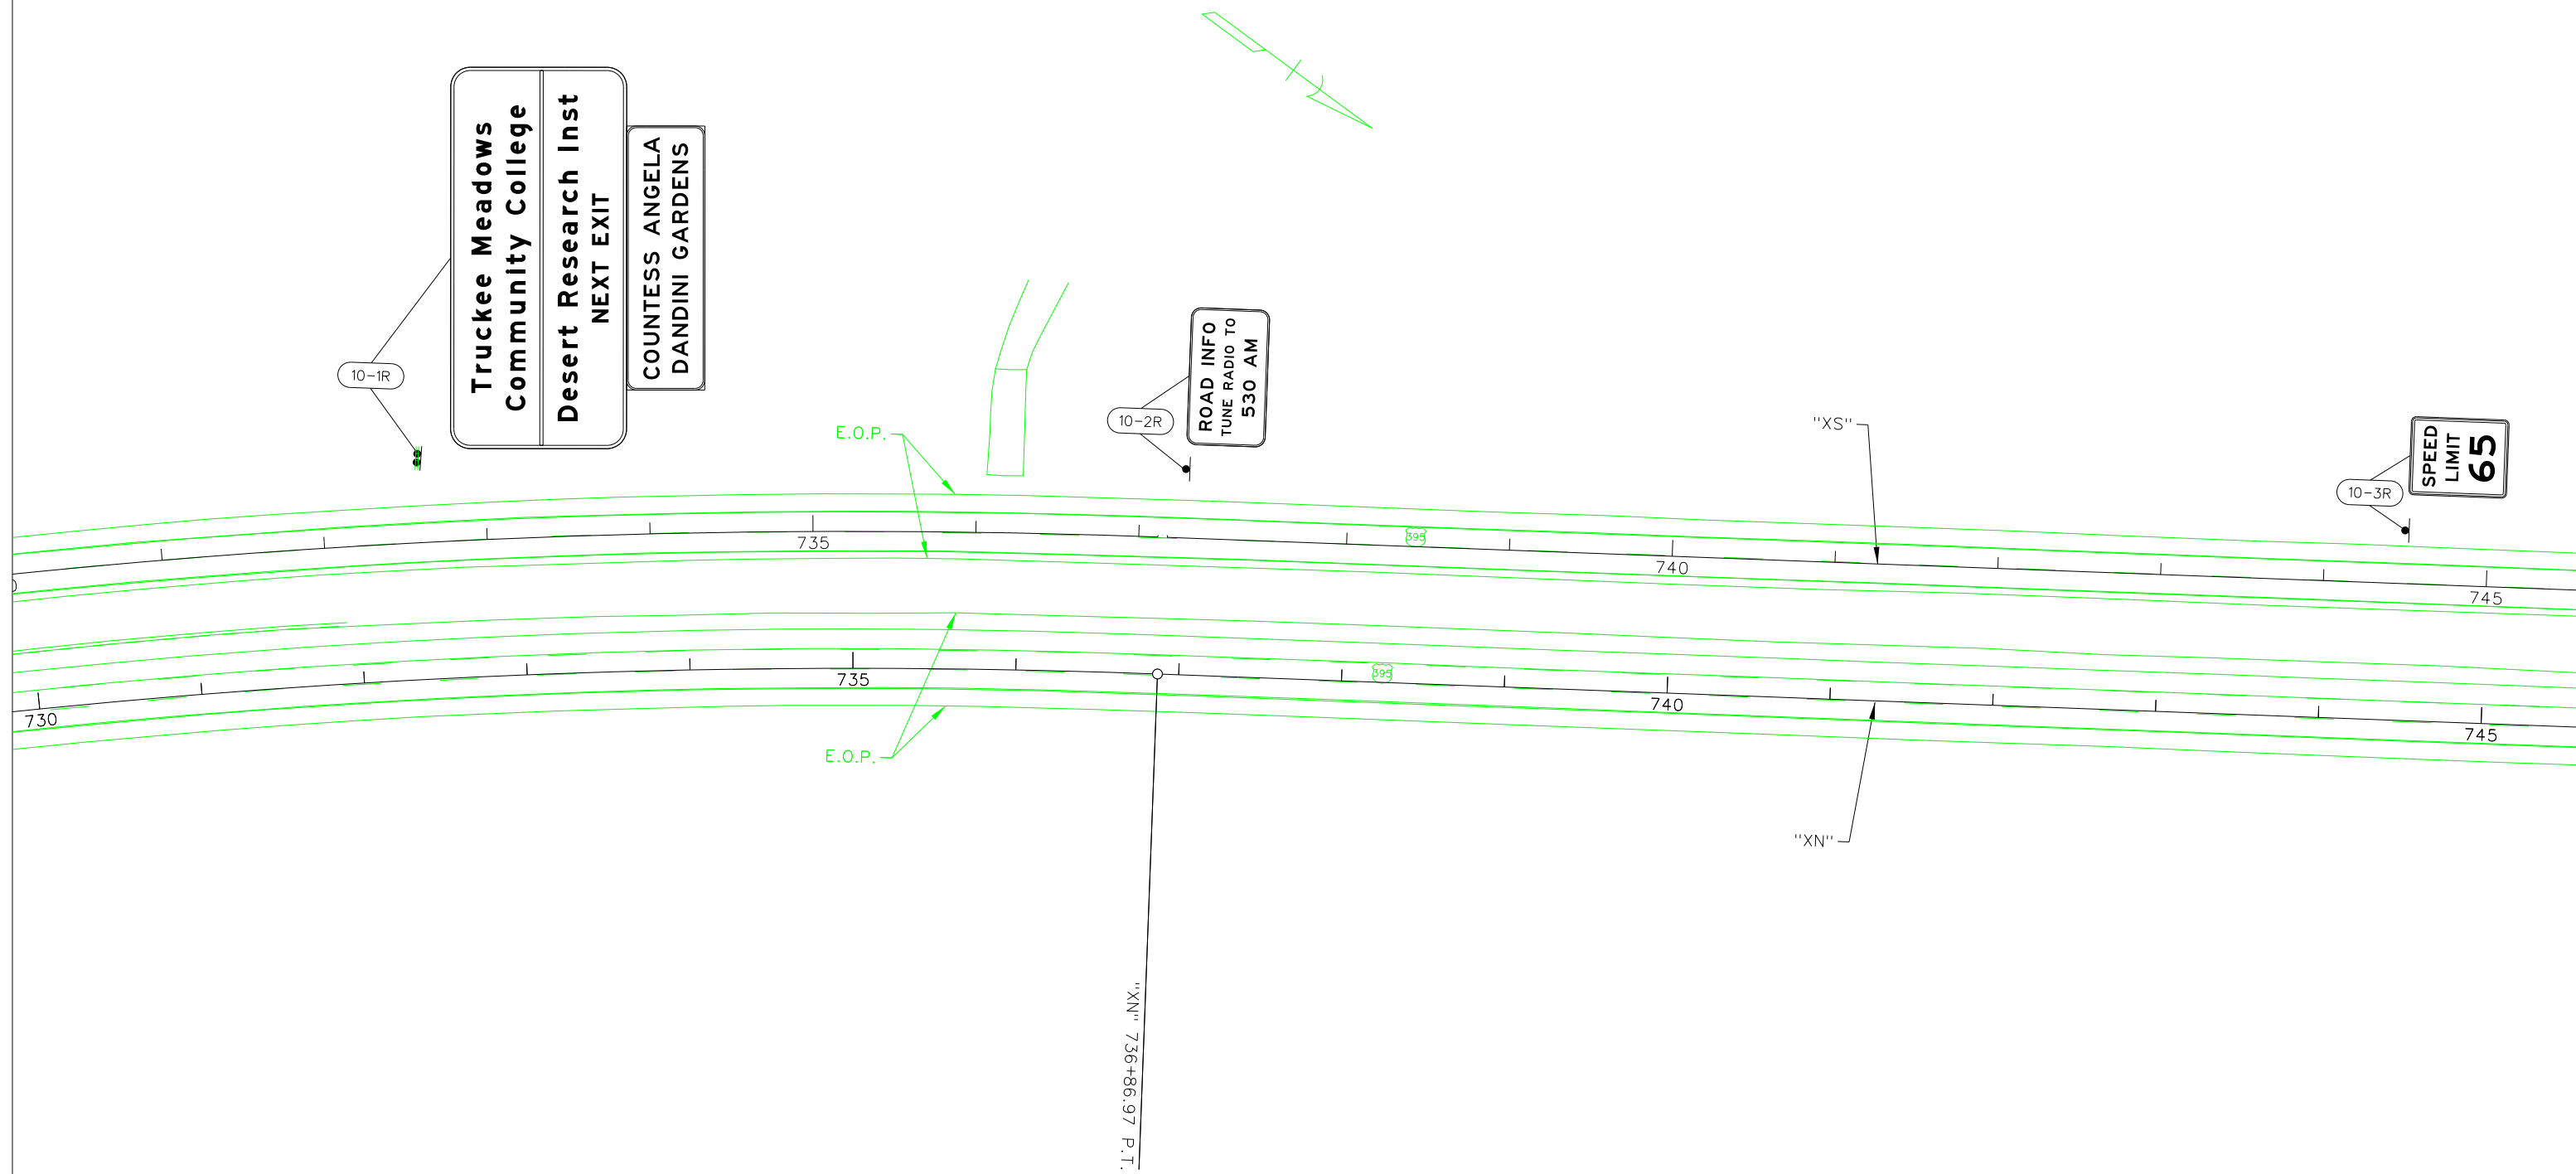 Truckee Meadows
Community College
Desert Research Inst
NEXT EXIT
COUNTESS ANGELA
DANDINI GARDENS
10-1R
ROAD INFO
TUNE RADIO TO
530 AM
10-2R
E.O.P.
"XS"
SPEED
LIMIT
65
10-3R
735
395
740
745
730
735
395
740
745
E.O.P.
"XN"
"XN" 736+86.97 P.T.